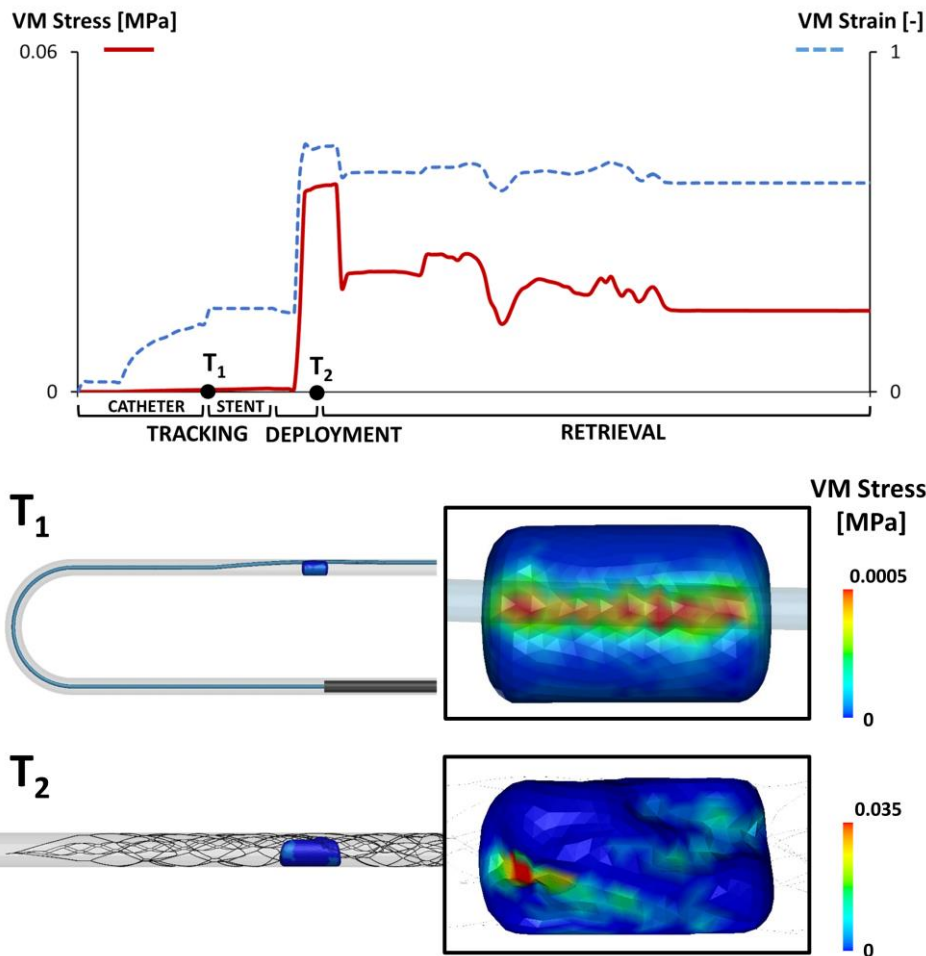 VM Stress [MPa]
VM Strain [-]
0.06
1
T1
T2
0
0
CATHETER
STENT
TRACKING
DEPLOYMENT
RETRIEVAL
T1
VM Stress
[MPa]
0.0005
0
T2
0.035
0